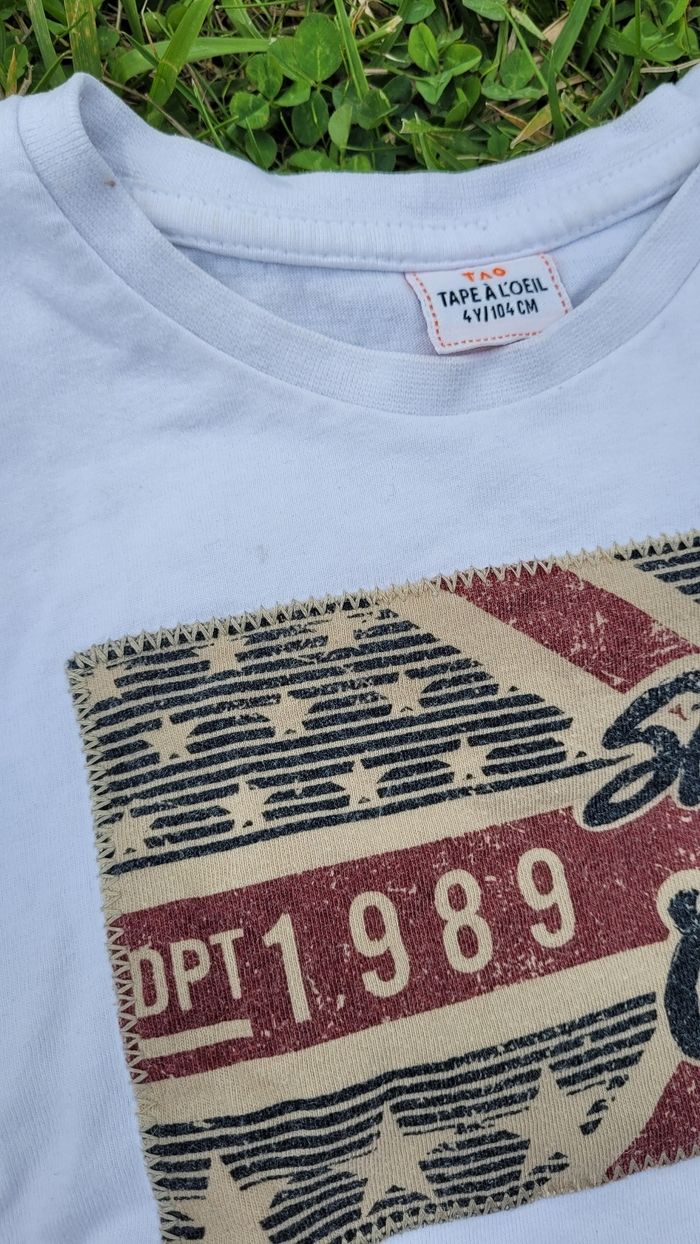 TAO
TAPE À L'OEIL
4Y/104 CM
DPT 1989